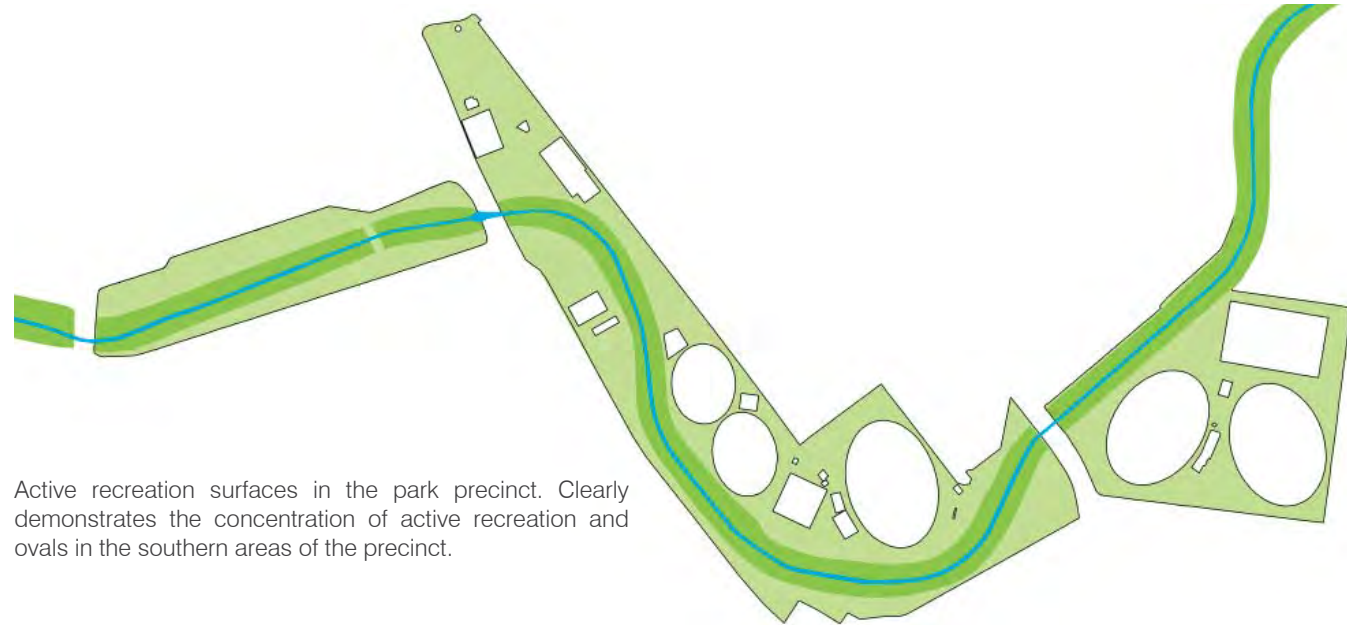 Active recreation surfaces in the park precinct. Clearly
demonstrates the concentration of active recreation and
ovals in the southern areas of the precinct.